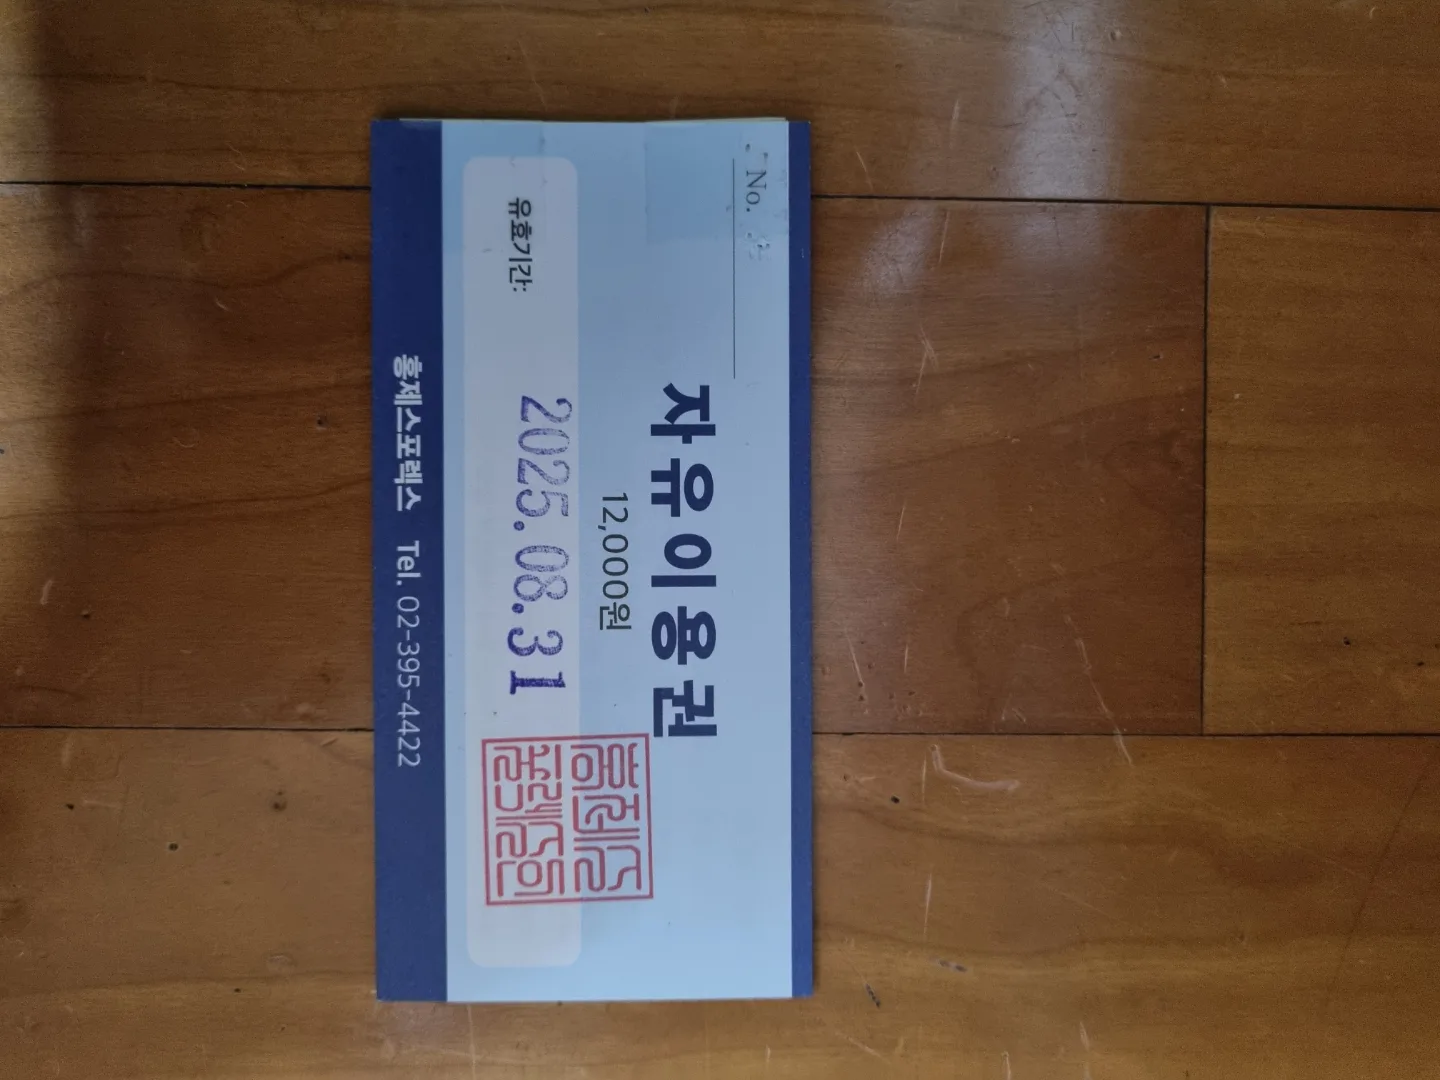 No.
자유이용권
12,000원
유효기간:
2025.08.31
홍제스포렉스 Tel. 02-395-4422